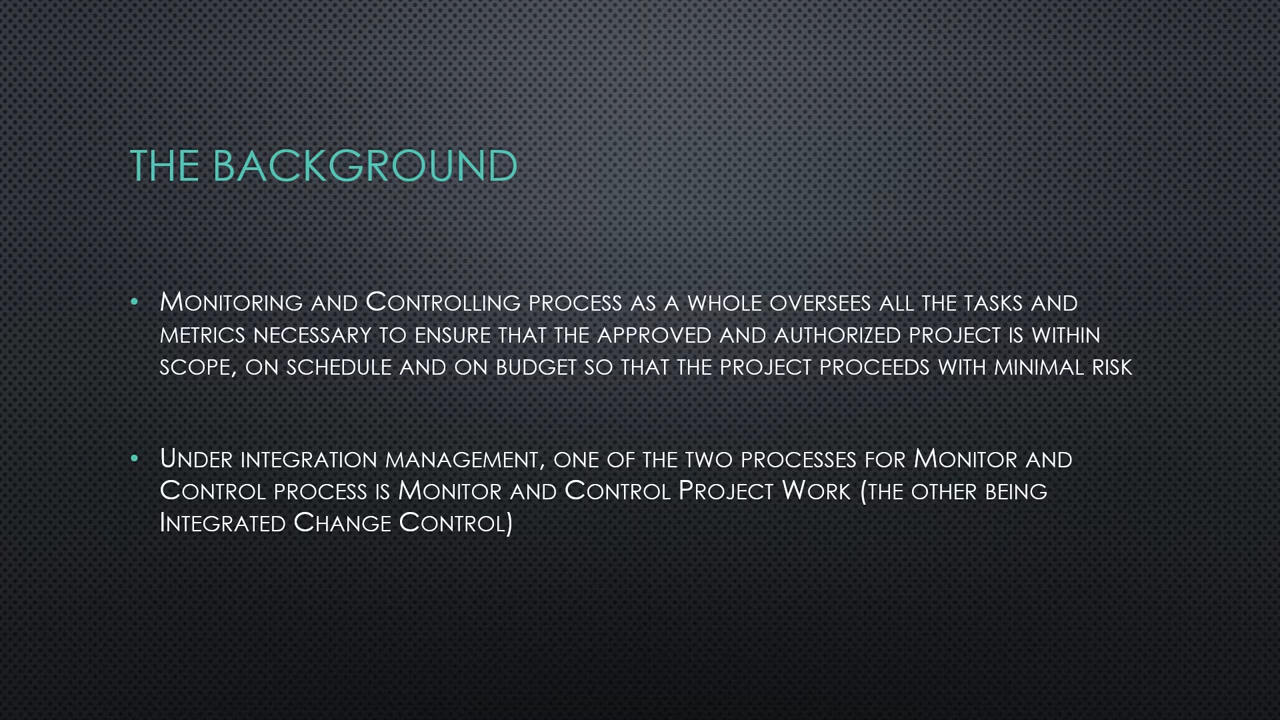 THE BACKGROUND
• Monitoring and Controlling process as a whole oversees all the tasks and
metrics necessary to ensure that the approved and authorized project is within
scope, on schedule and on budget so that the project proceeds with minimal risk
• Under integration management, one of the two processes for Monitor and
Control process is Monitor and Control Project Work (the other being
Integrated Change Control)